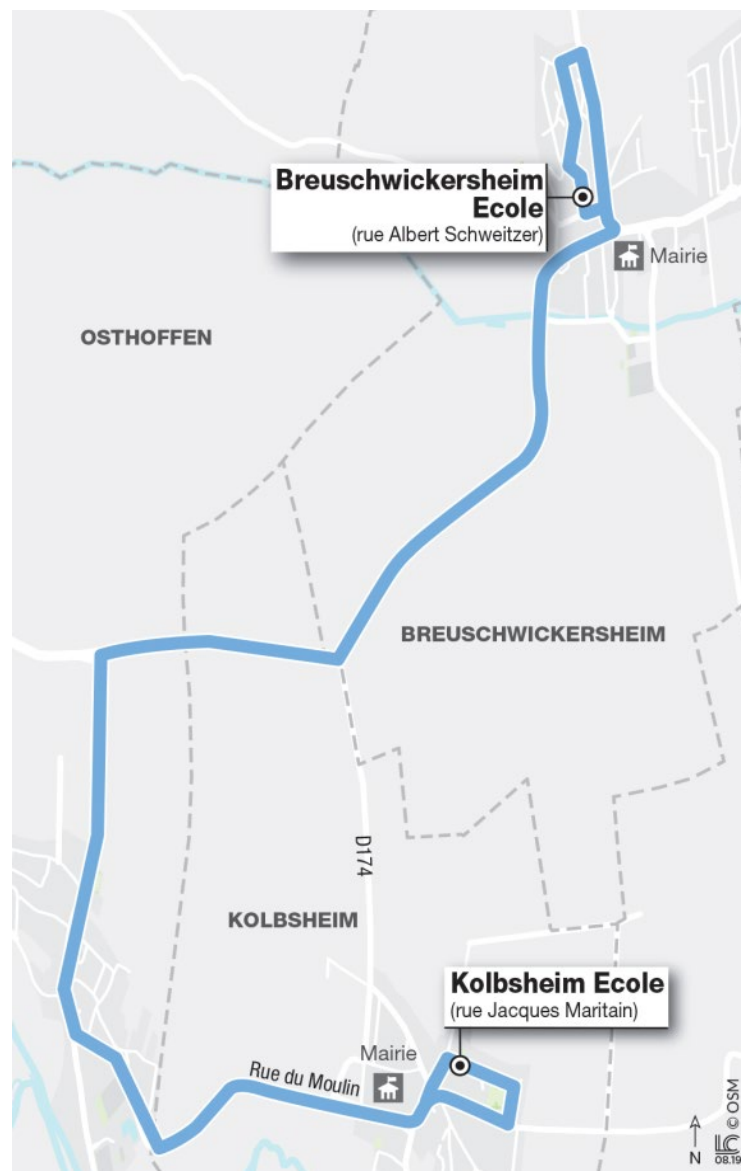 Breuschwickersheim
Ecole
(rue Albert Schweitzer)
Mairie
OSTHOFFEN
BREUSCHWICKERSHEIM
D174
KOLBSHEIM
Kolbsheim Ecole
(rue Jacques Maritain)
Mairie
Rue du Moulin
N
LC © OSM
08.19